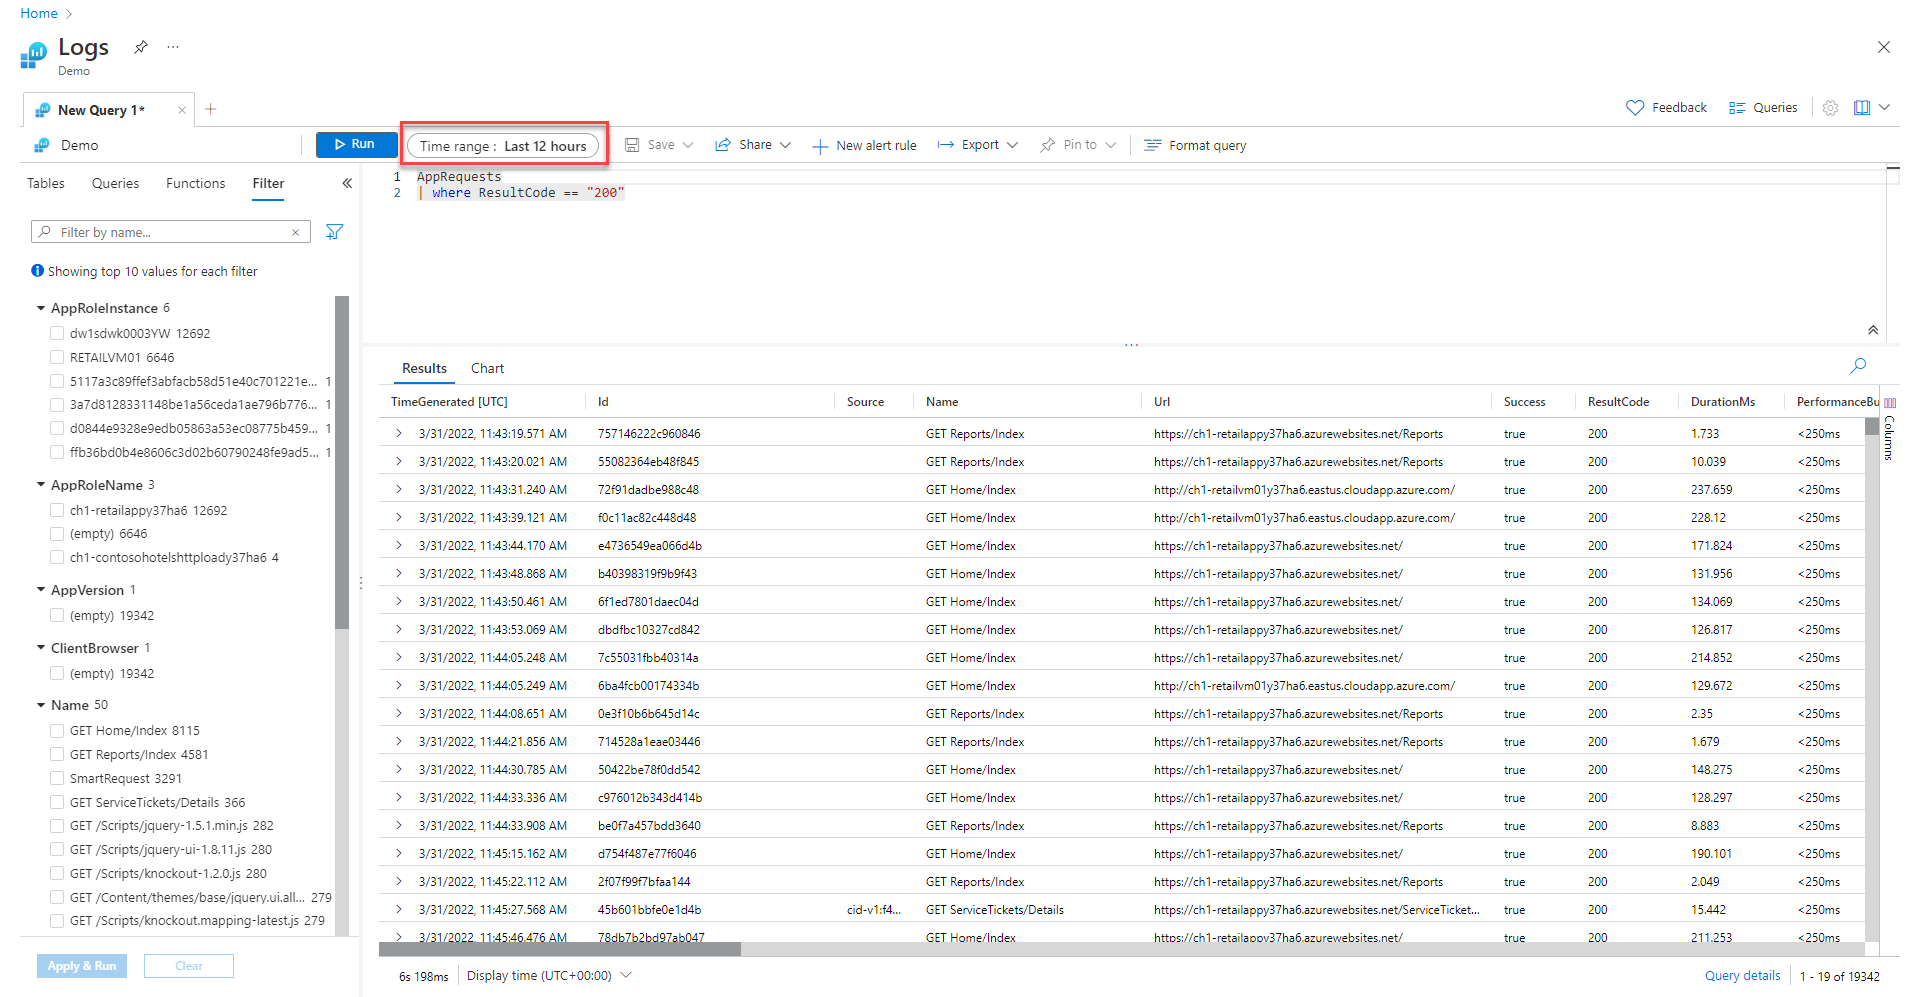 Home
Logs
Demo
New Query 1*
Feedback
Queries
Demo
Run
Time range : Last 12 hours
Save
Share
New alert rule
Export
Pin to
Format query
Tables Queries Functions Filter
1 AppRequests
2 | where ResultCode == "200"
Filter by name...
Showing top 10 values for each filter
AppRoleInstance 6
dw1sdwk0003YW 12692
RETAILVM01 6646
5117a3c89ffef3abfacb58d51e40c701221e... 1
3a7d8128331148be1a56ceda1ae796b776... 1
d0844e9328e9edb05863a53ec08775b459... 1
ffb36bd0b4e8606c3d02b60790248fe9ad5... 1
AppRoleName 3
ch1-retailappy37ha6 12692
(empty) 6646
ch1-contosohotelshttploady37ha6 4
AppVersion 1
(empty) 19342
ClientBrowser 1
(empty) 19342
Name 50
GET Home/Index 8115
GET Reports/Index 4581
SmartRequest 3291
GET ServiceTickets/Details 366
GET /Scripts/jquery-1.5.1.min.js 282
GET /Scripts/jquery-ui-1.8.11.js 280
GET /Scripts/knockout-1.2.0.js 280
GET /Content/themes/base/jquery.ui.all... 279
GET /Scripts/knockout.mapping-latest.js 279
Apply & Run Clear
Results Chart
TimeGenerated [UTC] Id Source Name Url Success ResultCode DurationMs PerformanceBu
Columns
3/31/2022, 11:43:19.571 AM 757146222c960846 GET Reports/Index https://ch1-retailappy37ha6.azurewebsites.net/Reports true 200 1.733 <250ms
3/31/2022, 11:43:20.021 AM 55082364eb48f845 GET Reports/Index https://ch1-retailappy37ha6.azurewebsites.net/Reports true 200 10.039 <250ms
3/31/2022, 11:43:31.240 AM 72f91dadbe988c48 GET Home/Index http://ch1-retailvm01y37ha6.eastus.cloudapp.azure.com/ true 200 237.659 <250ms
3/31/2022, 11:43:39.121 AM f0c11ac82c448d48 GET Home/Index http://ch1-retailvm01y37ha6.eastus.cloudapp.azure.com/ true 200 228.12 <250ms
3/31/2022, 11:43:44.170 AM e4736549ea066d4b GET Home/Index https://ch1-retailappy37ha6.azurewebsites.net/ true 200 171.824 <250ms
3/31/2022, 11:43:48.868 AM b40398319f9b9f43 GET Home/Index https://ch1-retailappy37ha6.azurewebsites.net/ true 200 131.956 <250ms
3/31/2022, 11:43:50.461 AM 6f1ed7801daec04d GET Home/Index https://ch1-retailappy37ha6.azurewebsites.net/ true 200 134.069 <250ms
3/31/2022, 11:43:53.069 AM dbdfbc10327cd842 GET Home/Index https://ch1-retailappy37ha6.azurewebsites.net/ true 200 126.817 <250ms
3/31/2022, 11:44:05.248 AM 7c55031fbb40314a GET Home/Index https://ch1-retailappy37ha6.azurewebsites.net/ true 200 214.852 <250ms
3/31/2022, 11:44:05.249 AM 6ba4fcb00174334b GET Home/Index http://ch1-retailvm01y37ha6.eastus.cloudapp.azure.com/ true 200 129.672 <250ms
3/31/2022, 11:44:08.651 AM 0e3f10b6b645d14c GET Reports/Index https://ch1-retailappy37ha6.azurewebsites.net/Reports true 200 2.35 <250ms
3/31/2022, 11:44:21.856 AM 714528a1eae03446 GET Reports/Index https://ch1-retailappy37ha6.azurewebsites.net/Reports true 200 1.679 <250ms
3/31/2022, 11:44:30.785 AM 50422be78f0dd542 GET Home/Index https://ch1-retailappy37ha6.azurewebsites.net/ true 200 148.275 <250ms
3/31/2022, 11:44:33.336 AM c976012b343d414b GET Home/Index https://ch1-retailappy37ha6.azurewebsites.net/ true 200 128.297 <250ms
3/31/2022, 11:44:33.908 AM be0f7a457bdd3640 GET Reports/Index https://ch1-retailappy37ha6.azurewebsites.net/Reports true 200 8.883 <250ms
3/31/2022, 11:45:15.162 AM d754f487e77f6046 GET Home/Index https://ch1-retailappy37ha6.azurewebsites.net/ true 200 190.101 <250ms
3/31/2022, 11:45:22.112 AM 2f07f99f7bfaa144 GET Reports/Index https://ch1-retailappy37ha6.azurewebsites.net/Reports true 200 2.049 <250ms
3/31/2022, 11:45:27.568 AM 45b601bbfe0e1d4b cid-v1:f4... GET ServiceTickets/Details https://ch1-retailappy37ha6.azurewebsites.net/ServiceTicket... true 200 15.442 <250ms
3/31/2022, 11:45:46.476 AM 78db7b2bd97ab047 GET Home/Index https://ch1-retailappy37ha6.azurewebsites.net/ true 200 211.253 <250ms
6s 198ms Display time (UTC+00:00) Query details 1 - 19 of 19342